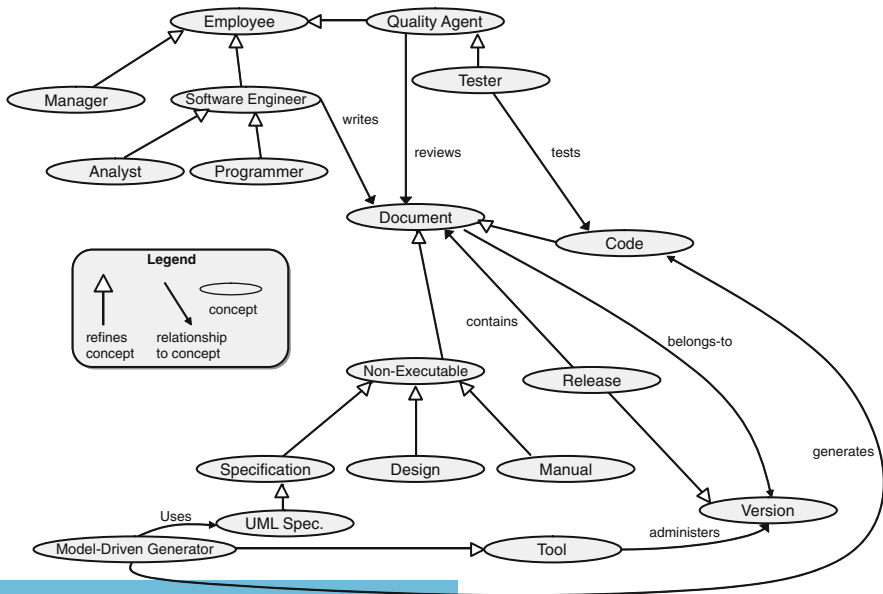 Employee
Quality Agent
Tester
Manager
Software Engineer
writes
reviews
tests
Analyst
Programmer
Document
Code
Legend
concept
refines
concept
relationship
to concept
contains
belongs-to
Non-Executable
Release
generates
Specification
Design
Manual
Version
Uses
UML Spec.
administers
Model-Driven Generator
Tool